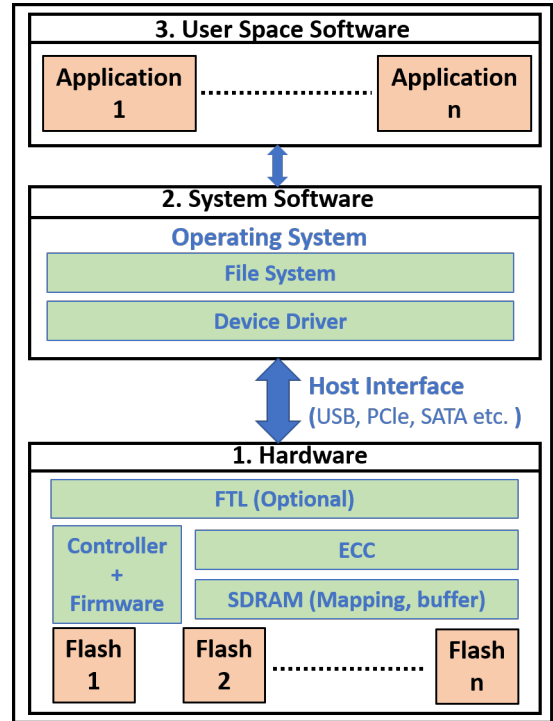 3. User Space Software
Application
1
Application
n
2. System Software
Operating System
File System
Device Driver
Host Interface
(USB, PCIe, SATA etc. )
1. Hardware
FTL (Optional)
Controller
+
Firmware
ECC
SDRAM (Mapping, buffer)
Flash
1
Flash
2
Flash
n